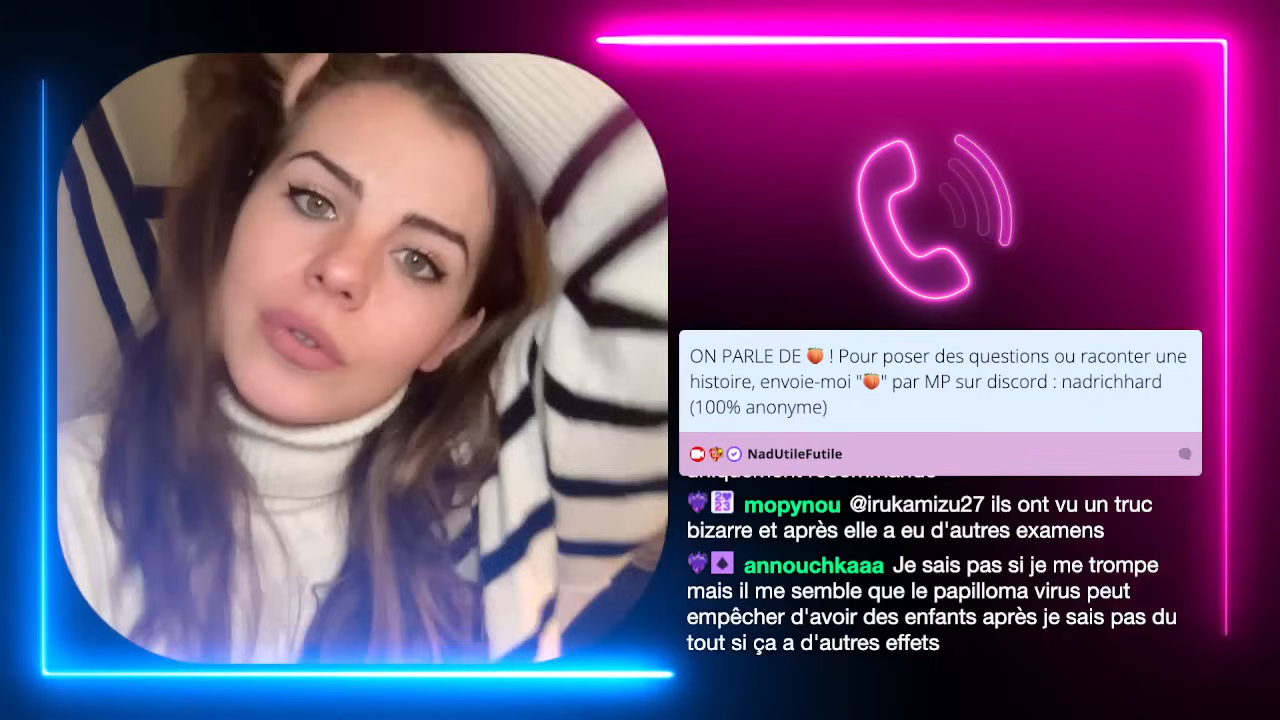 ON PARLE DE 🍑 ! Pour poser des questions ou raconter une
histoire, envoie-moi "🍑" par MP sur discord : nadrichhard
(100% anonyme)
NadUtileFutile
mopynou @irukamizu27 ils ont vu un truc
bizarre et après elle a eu d'autres examens
annouchkaaa Je sais pas si je me trompe
mais il me semble que le papilloma virus peut
empêcher d'avoir des enfants après je sais pas du
tout si ça a d'autres effets